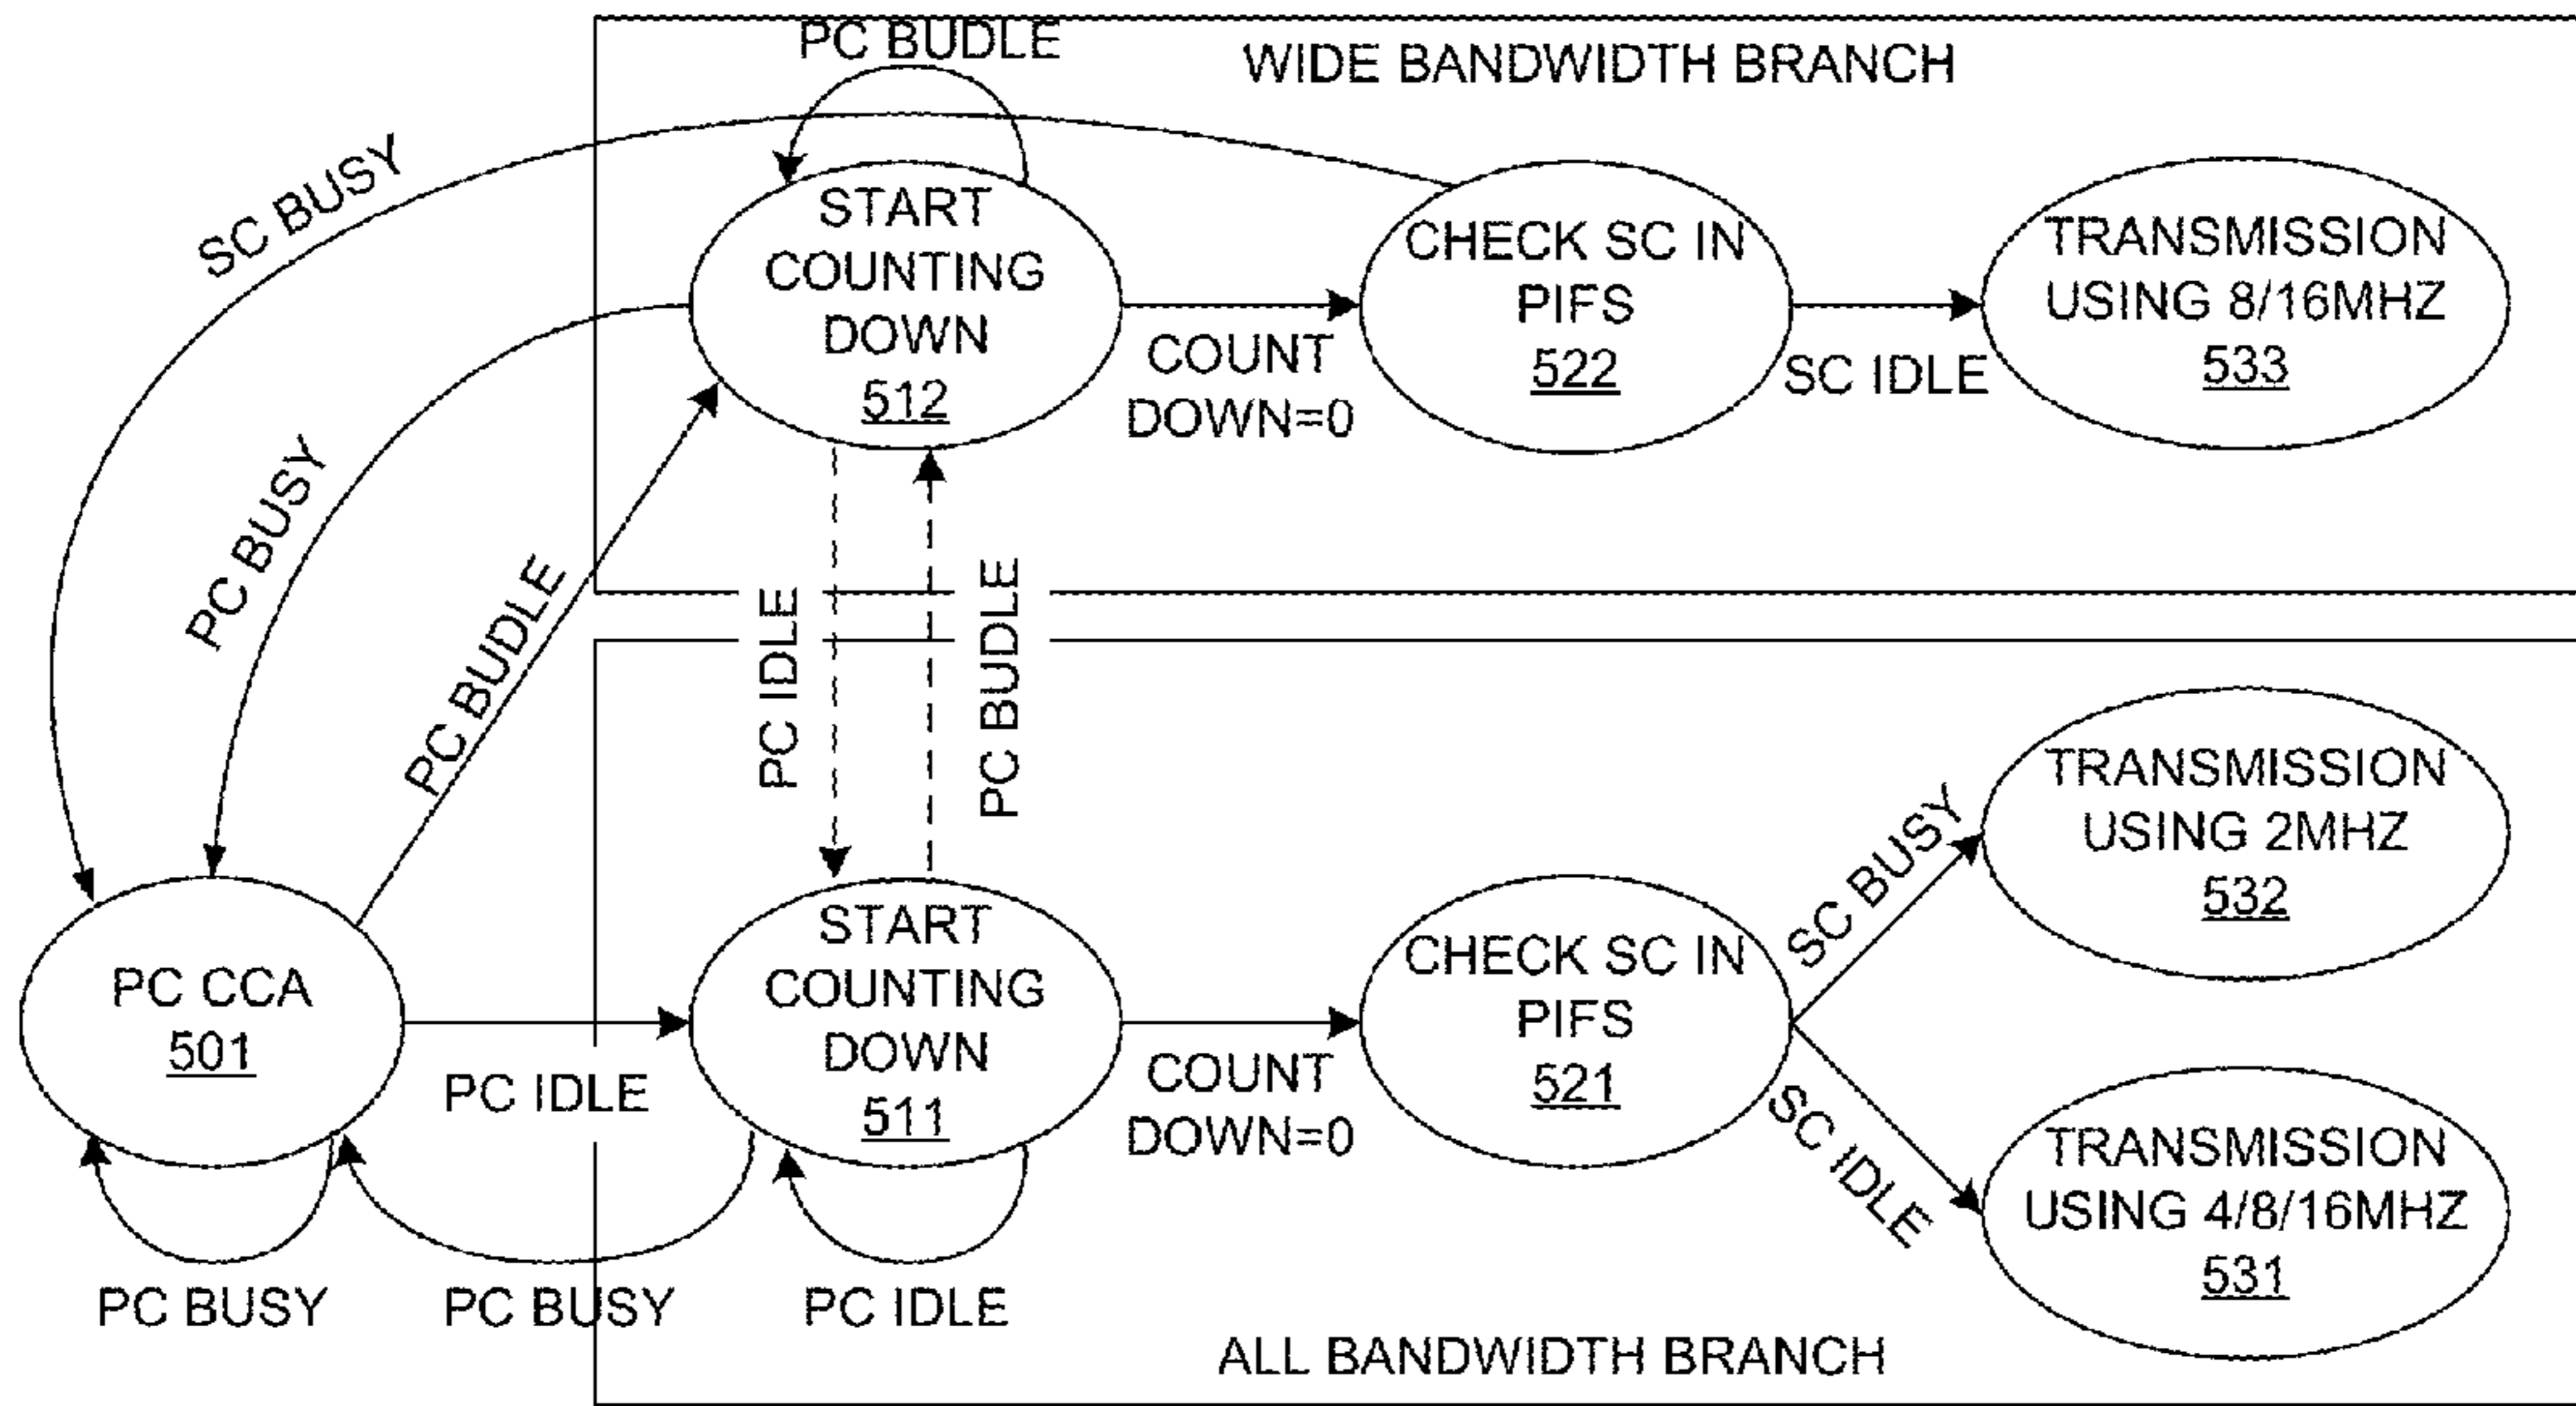 PC BUDLE
WIDE BANDWIDTH BRANCH
SC BUSY
START
COUNTING
DOWN
512
CHECK SC IN
PIFS
522
TRANSMISSION
USING 8/16MHZ
533
COUNT
DOWN=0
SC IDLE
PC BUSY
PC BUDLE
PC IDLE
PC BUDLE
PC CCA
501
PC IDLE
START
COUNTING
DOWN
511
COUNT
DOWN=0
CHECK SC IN
PIFS
521
SC BUSY
TRANSMISSION
USING 2MHZ
532
SC IDLE
TRANSMISSION
USING 4/8/16MHZ
531
PC BUSY
PC BUSY
PC IDLE
ALL BANDWIDTH BRANCH